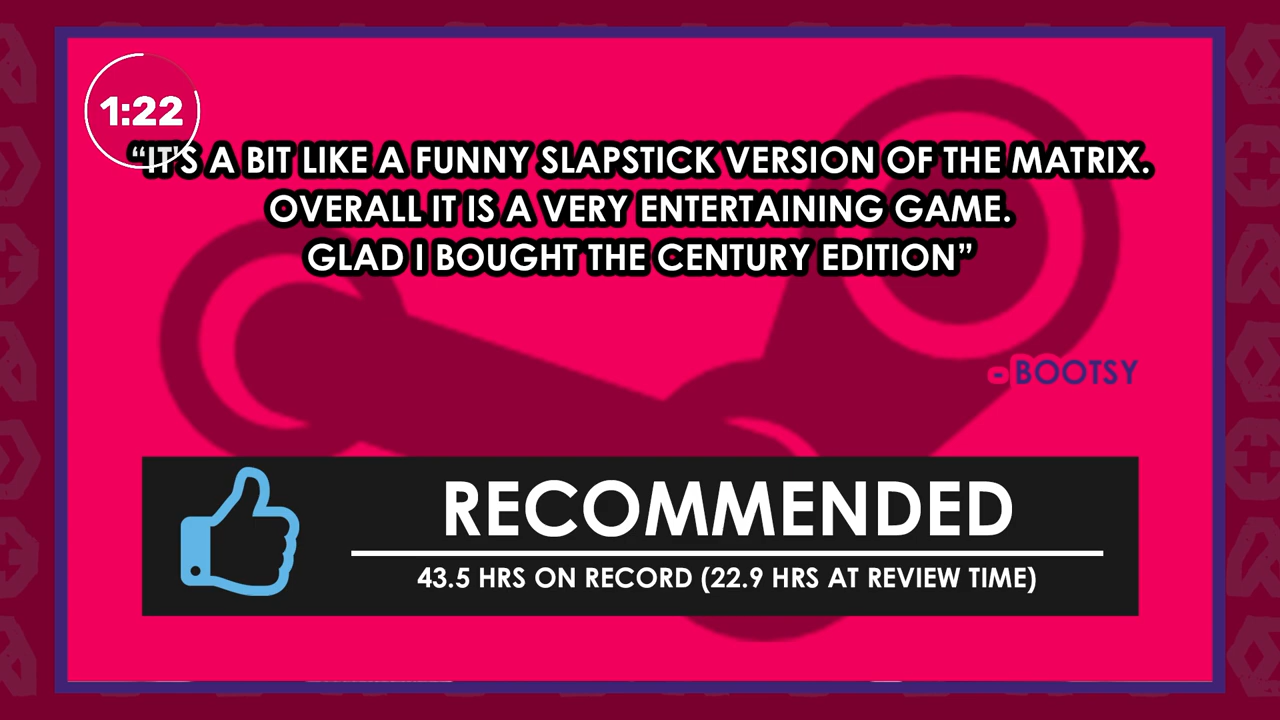 1:22
“IT'S A BIT LIKE A FUNNY SLAPSTICK VERSION OF THE MATRIX.
OVERALL IT IS A VERY ENTERTAINING GAME.
GLAD I BOUGHT THE CENTURY EDITION”
- BOOTSY
RECOMMENDED
43.5 HRS ON RECORD (22.9 HRS AT REVIEW TIME)